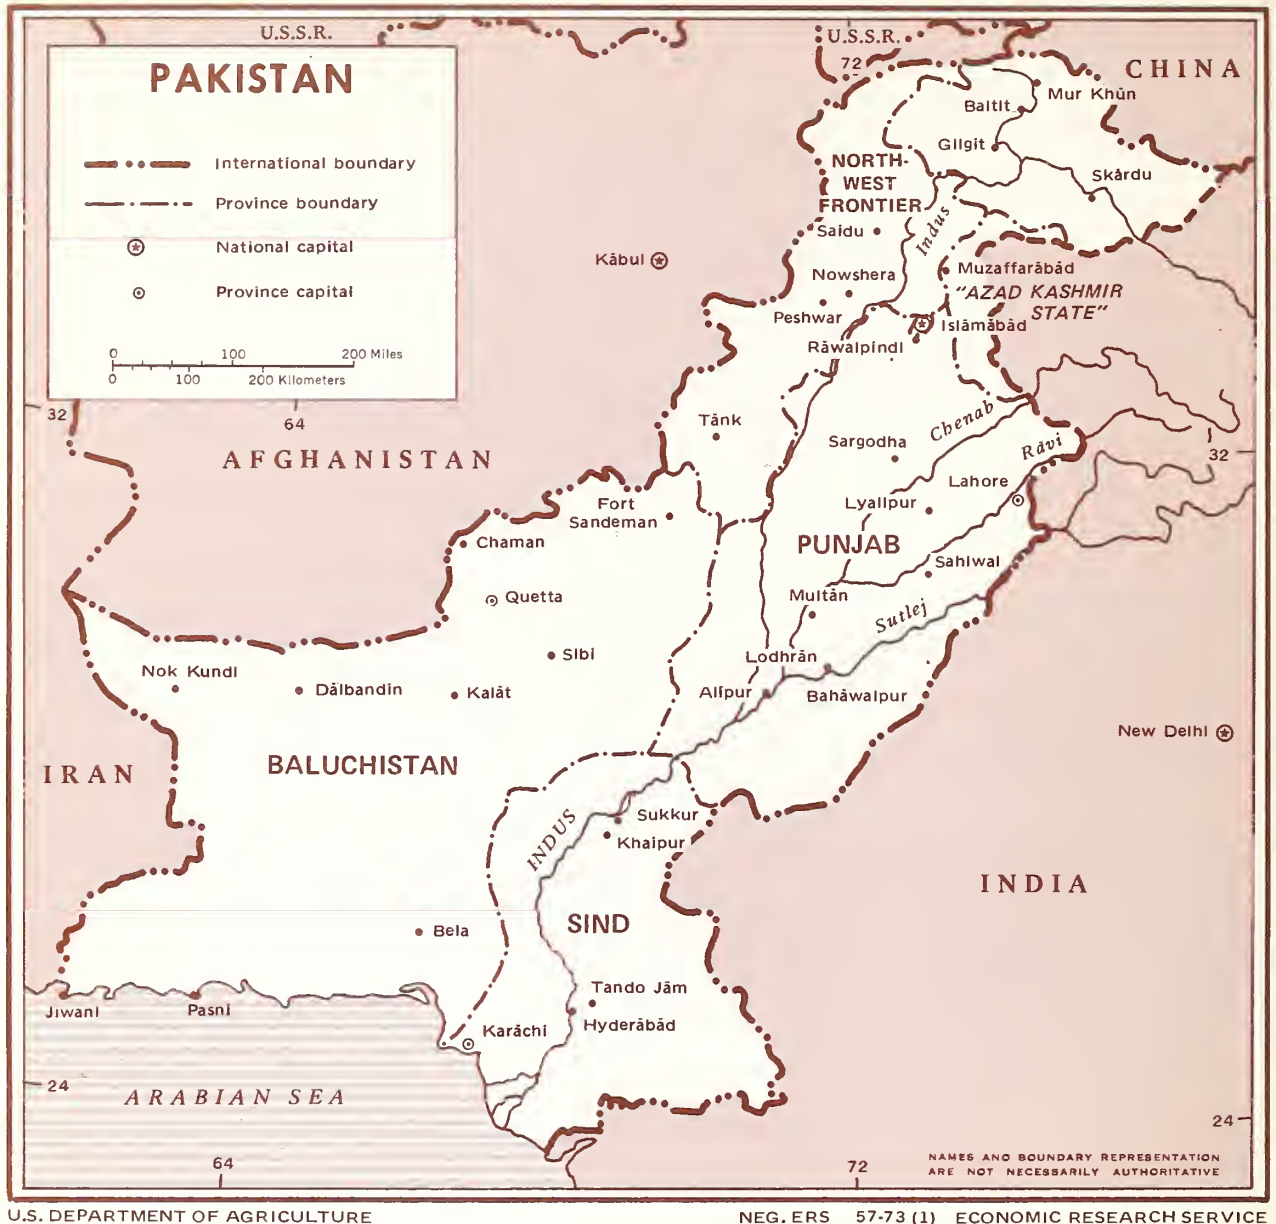 U.S.S.R.
U.S.S.R.
72
CHINA
PAKISTAN
International boundary
Province boundary
National capital
Province capital
0 100 200 Miles
0 100 200 Kilometers
Mur Khūn
Baltit
Gilgit
NORTH-
WEST
FRONTIER
Skārdu
Saidu
Indus
Kābul
Nowshera
Muzaffarābād
"AZAD KASHMIR
STATE"
Peshwar
Islāmābād
Rāwalpindi
32
64
Tānk
Chenab
Sargodha
Rāvi
32
AFGHANISTAN
Lahore
Fort
Sandeman
Lyallpur
Chaman
PUNJAB
Sahiwal
Quetta
Multān
Sutlej
Sibi
Lodhrān
Nok Kundi
Dālbandin
Kalāt
Alīpur
Bahāwalpur
New Delhi
IRAN
BALUCHISTAN
INDUS
Sukkur
Khaipur
INDIA
SIND
Bela
Tando Jām
Jiwani
Pasni
Karāchi
Hyderābād
24
ARABIAN SEA
24
64
72
NAMES AND BOUNDARY REPRESENTATION
ARE NOT NECESSARILY AUTHORITATIVE
U.S. DEPARTMENT OF AGRICULTURE
NEG. ERS 57-73 (1) ECONOMIC RESEARCH SERVICE